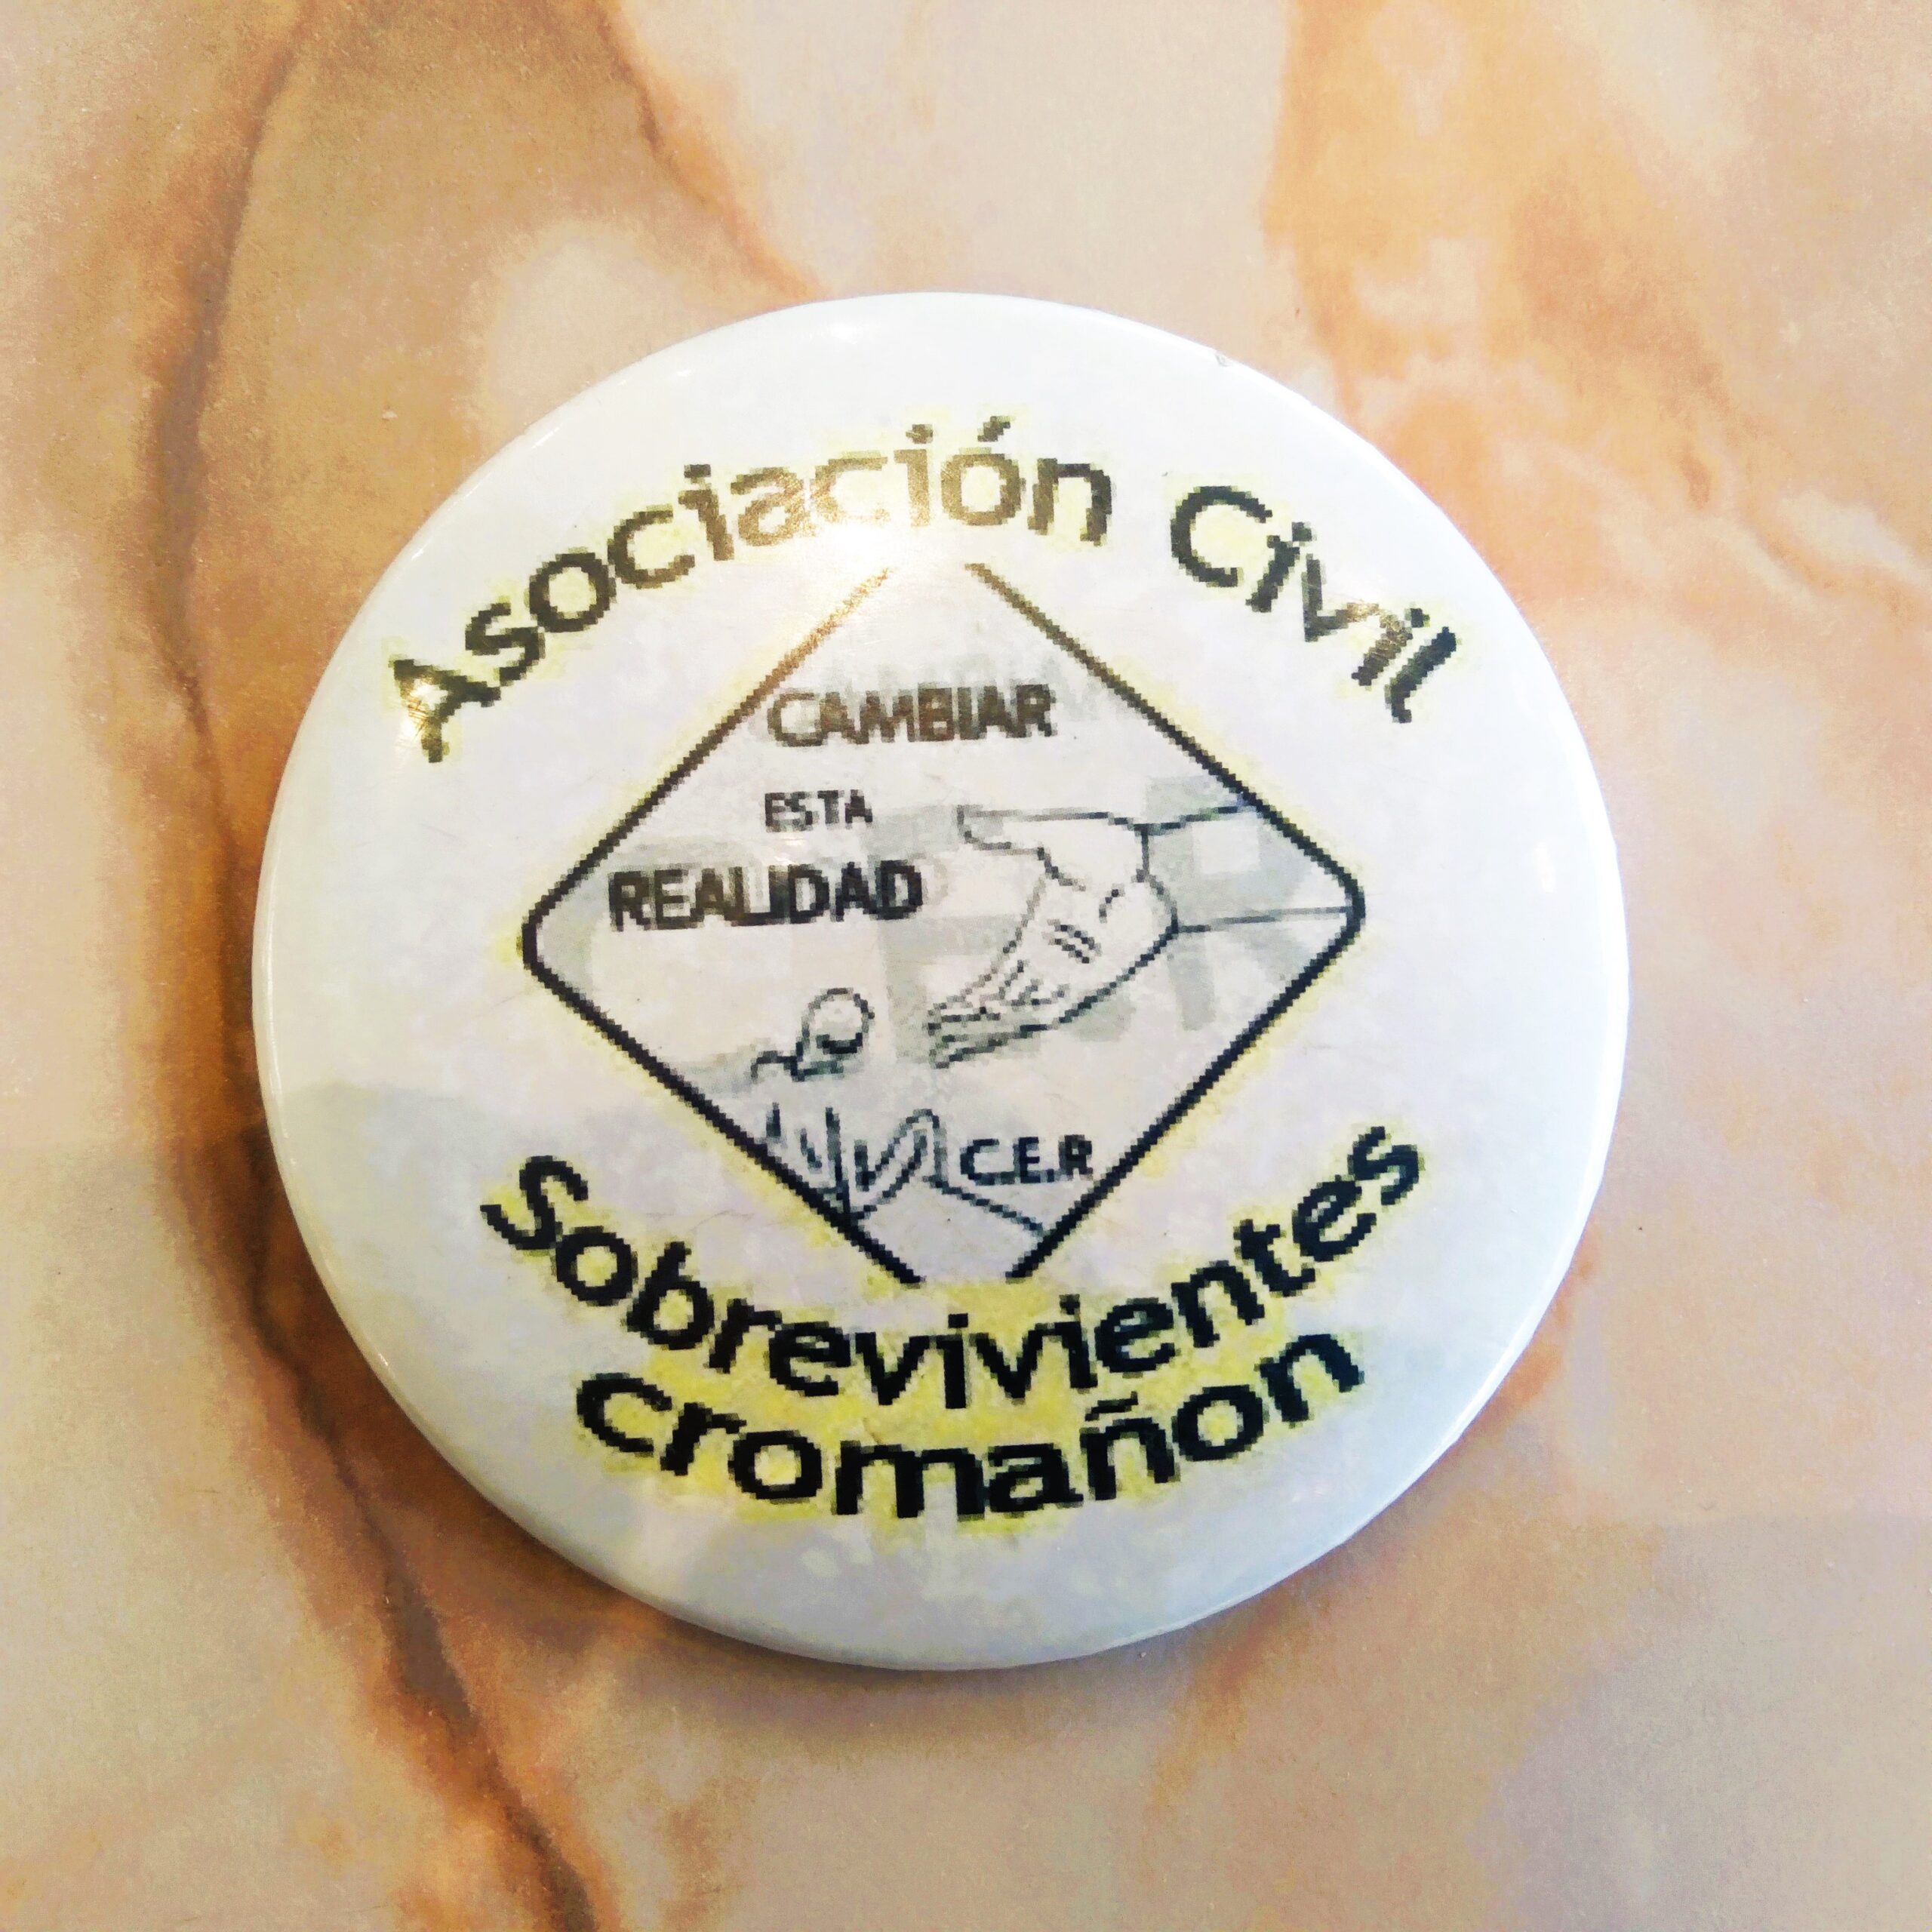 Asociación Civil
CAMBIAR
ESTA
REALIDAD
C.E.R
Sobrevivientes
cromañon